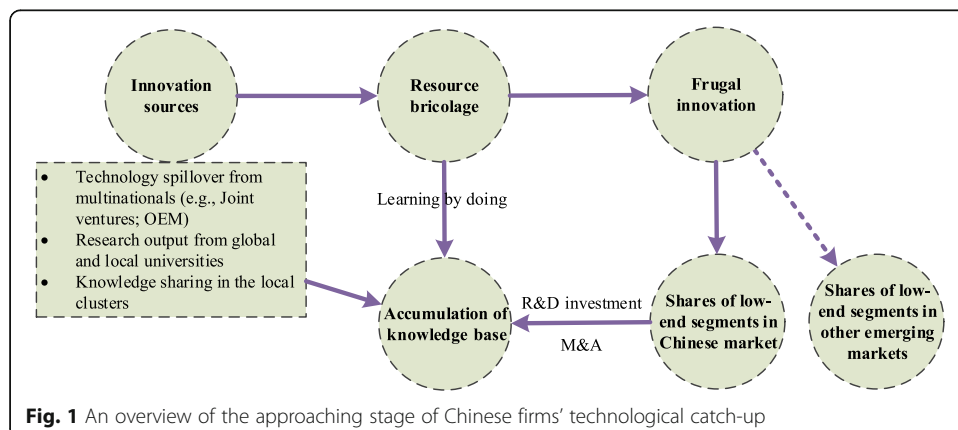 Innovation
sources
Resource
bricolage
Frugal
innovation
• Technology spillover from
multinationals (e.g., Joint
ventures; OEM)
• Research output from global
and local universities
• Knowledge sharing in the local
clusters
Learning by doing
Accumulation of
knowledge base
R&D investment
M&A
Shares of low-
end segments in
Chinese market
Shares of low-
end segments in
other emerging
markets
Fig. 1 An overview of the approaching stage of Chinese firms’ technological catch-up